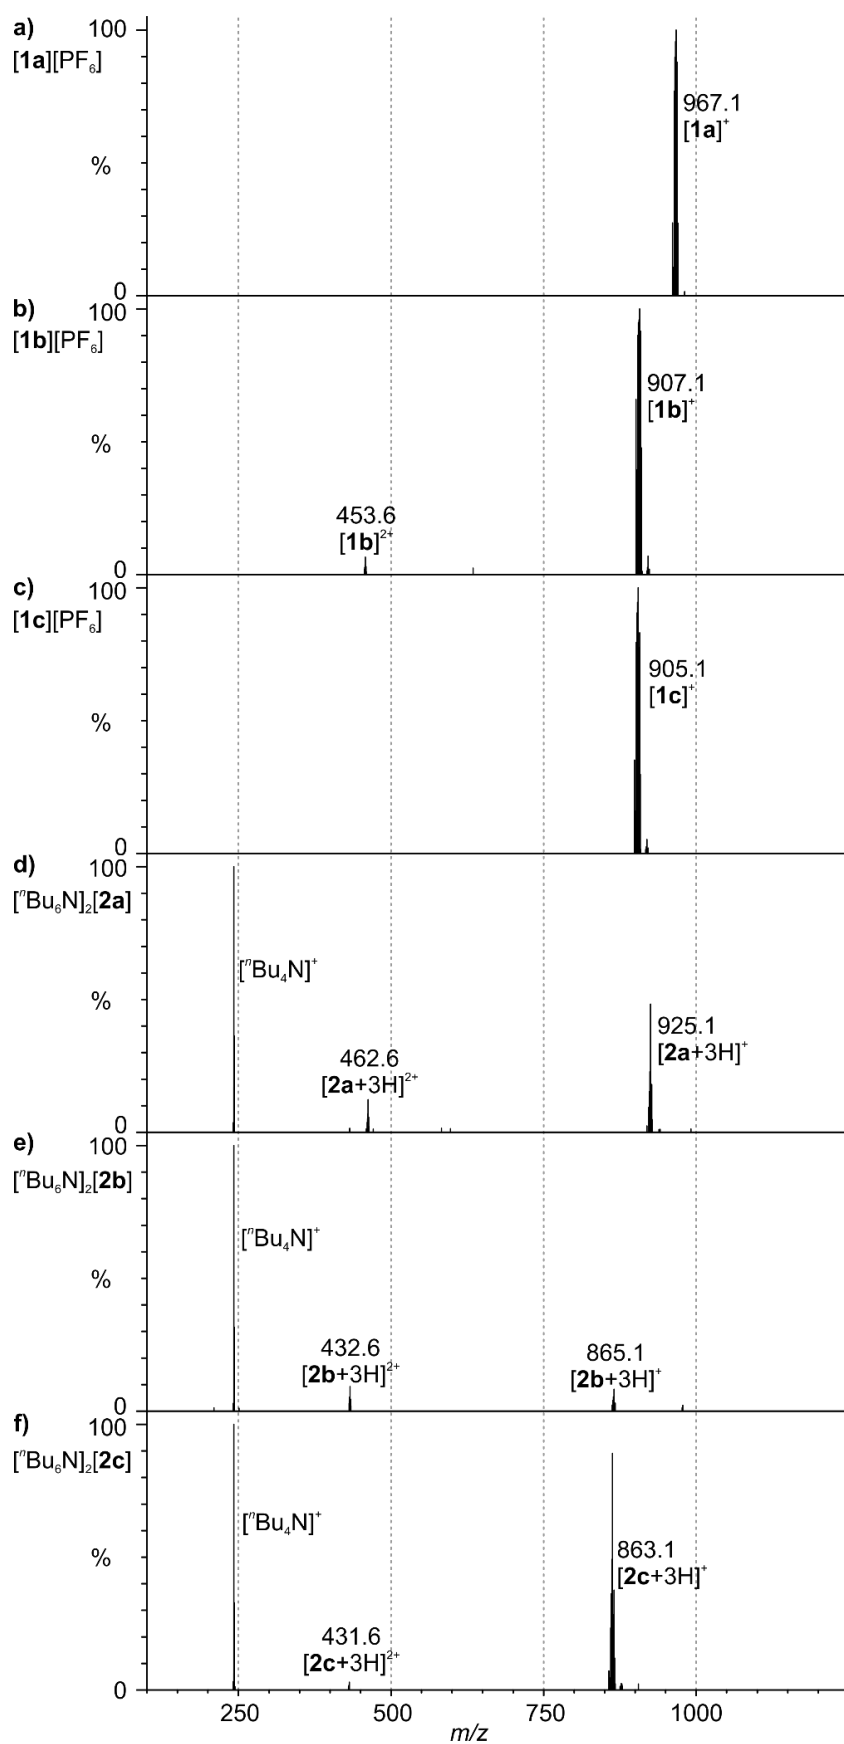 a)
[1a][PF₆]
100
%
0
967.1
[1a]⁺
b)
[1b][PF₆]
100
%
0
453.6
[1b]²⁺
907.1
[1b]⁺
c)
[1c][PF₆]
100
%
0
905.1
[1c]⁺
d)
[ⁿBu₆N]₂[2a]
100
%
0
[ⁿBu₄N]⁺
462.6
[2a+3H]²⁺
925.1
[2a+3H]⁺
e)
[ⁿBu₆N]₂[2b]
100
%
0
[ⁿBu₄N]⁺
432.6
[2b+3H]²⁺
865.1
[2b+3H]⁺
f)
[ⁿBu₆N]₂[2c]
100
%
0
[ⁿBu₄N]⁺
431.6
[2c+3H]²⁺
863.1
[2c+3H]⁺
250 500 750 1000
m/z